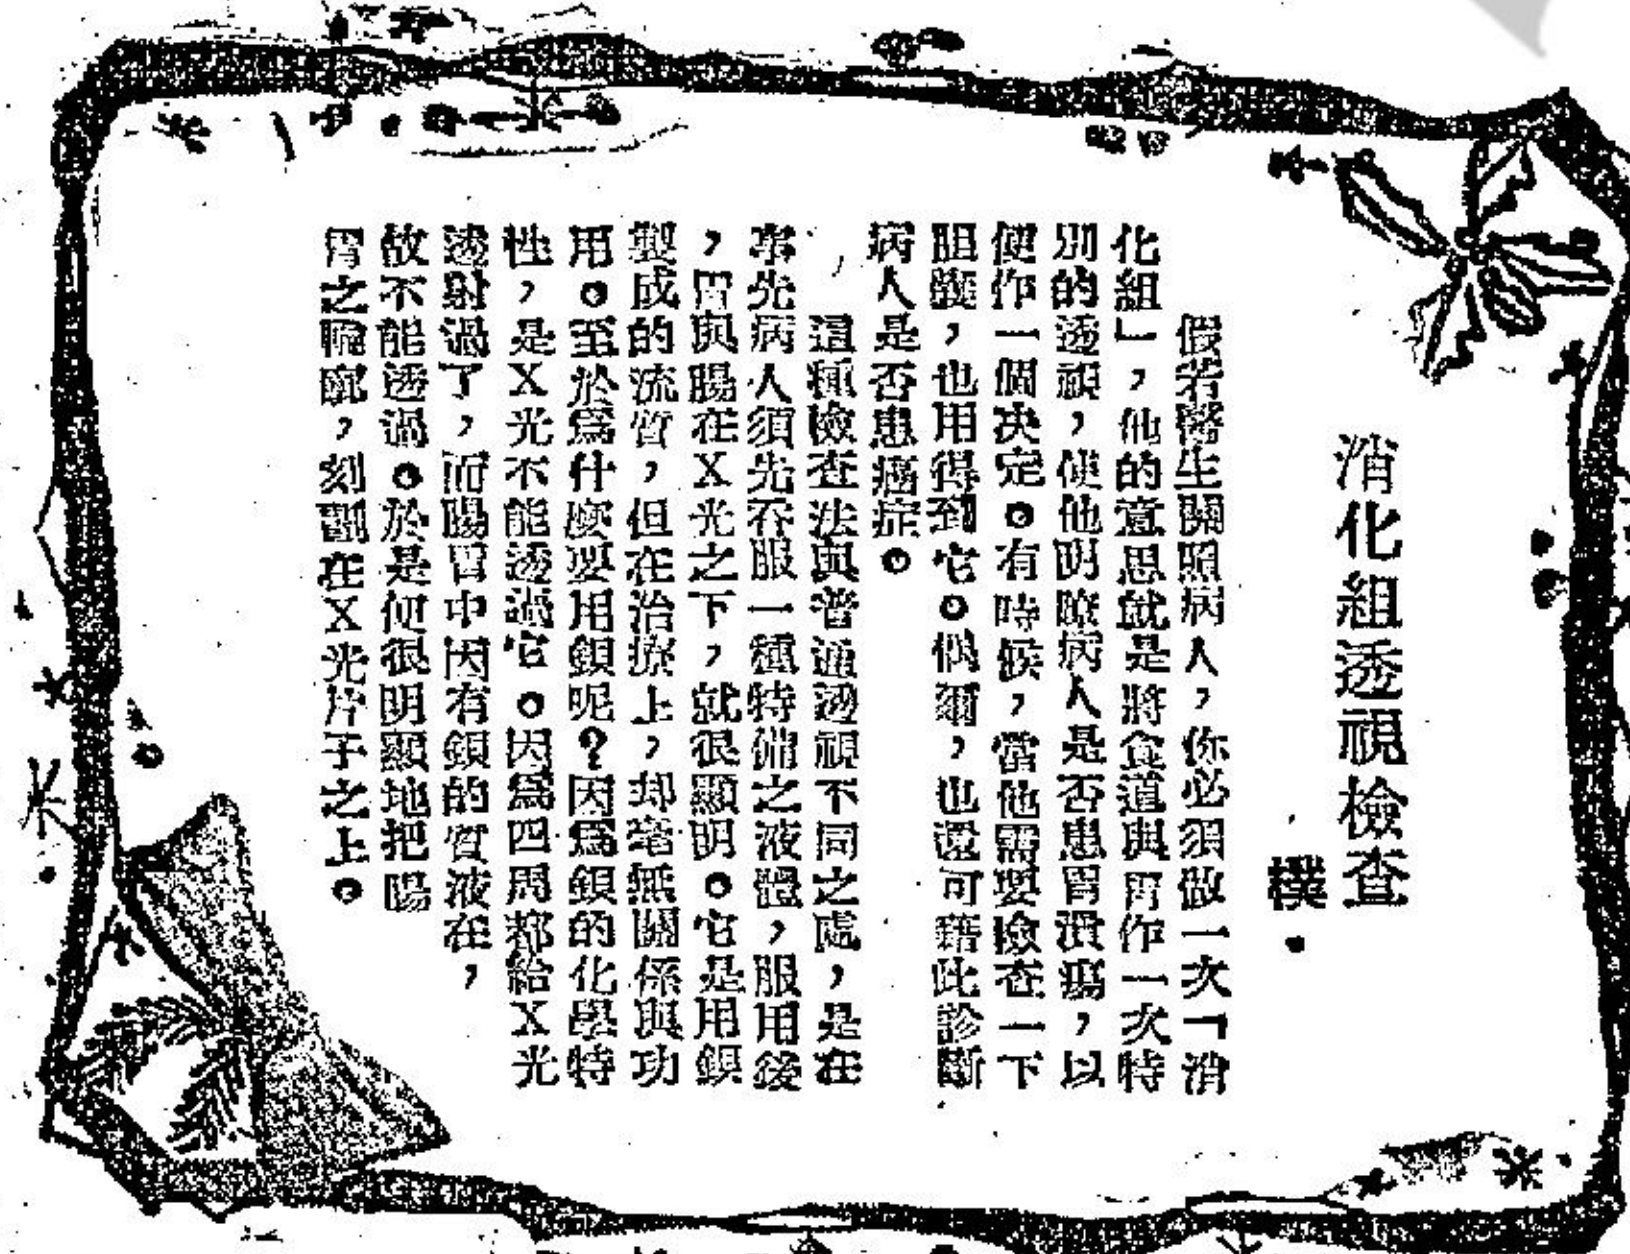 消化組透視檢查
樸・
假若醫生關照病人，你必須做一次「消
化組」，他的意思就是將食道與胃作一次特
別的透視，使他明瞭病人是否患胃潰瘍，以
便作一個决定。有時候，當他需要檢查一下
阻礙，也用得到它。偶爾，也還可藉此診斷
病人是否患癌症。
這種檢查法與普通透視不同之處，是在
事先病人須先吞服一種特備之液體，服用後
，胃與腸在X光之下，就很顯明。它是用鋇
製成的流質，但在治療上，却毫無關係與功
用。至於爲什麽要用鋇呢？因爲鋇的化學特
性，是X光不能透過它。因爲四周都給X光
透射過了，而腸胃中因有鋇的質液在，
故不能透過。於是便很明顯地把腸
胃之輪廓，刻劃在X光片子之上。